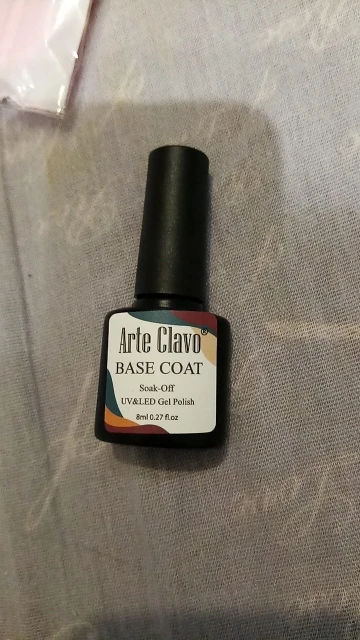 Arte Clavo®
BASE COAT
Soak-Off
UV&LED Gel Polish
8ml 0.27 fl.oz